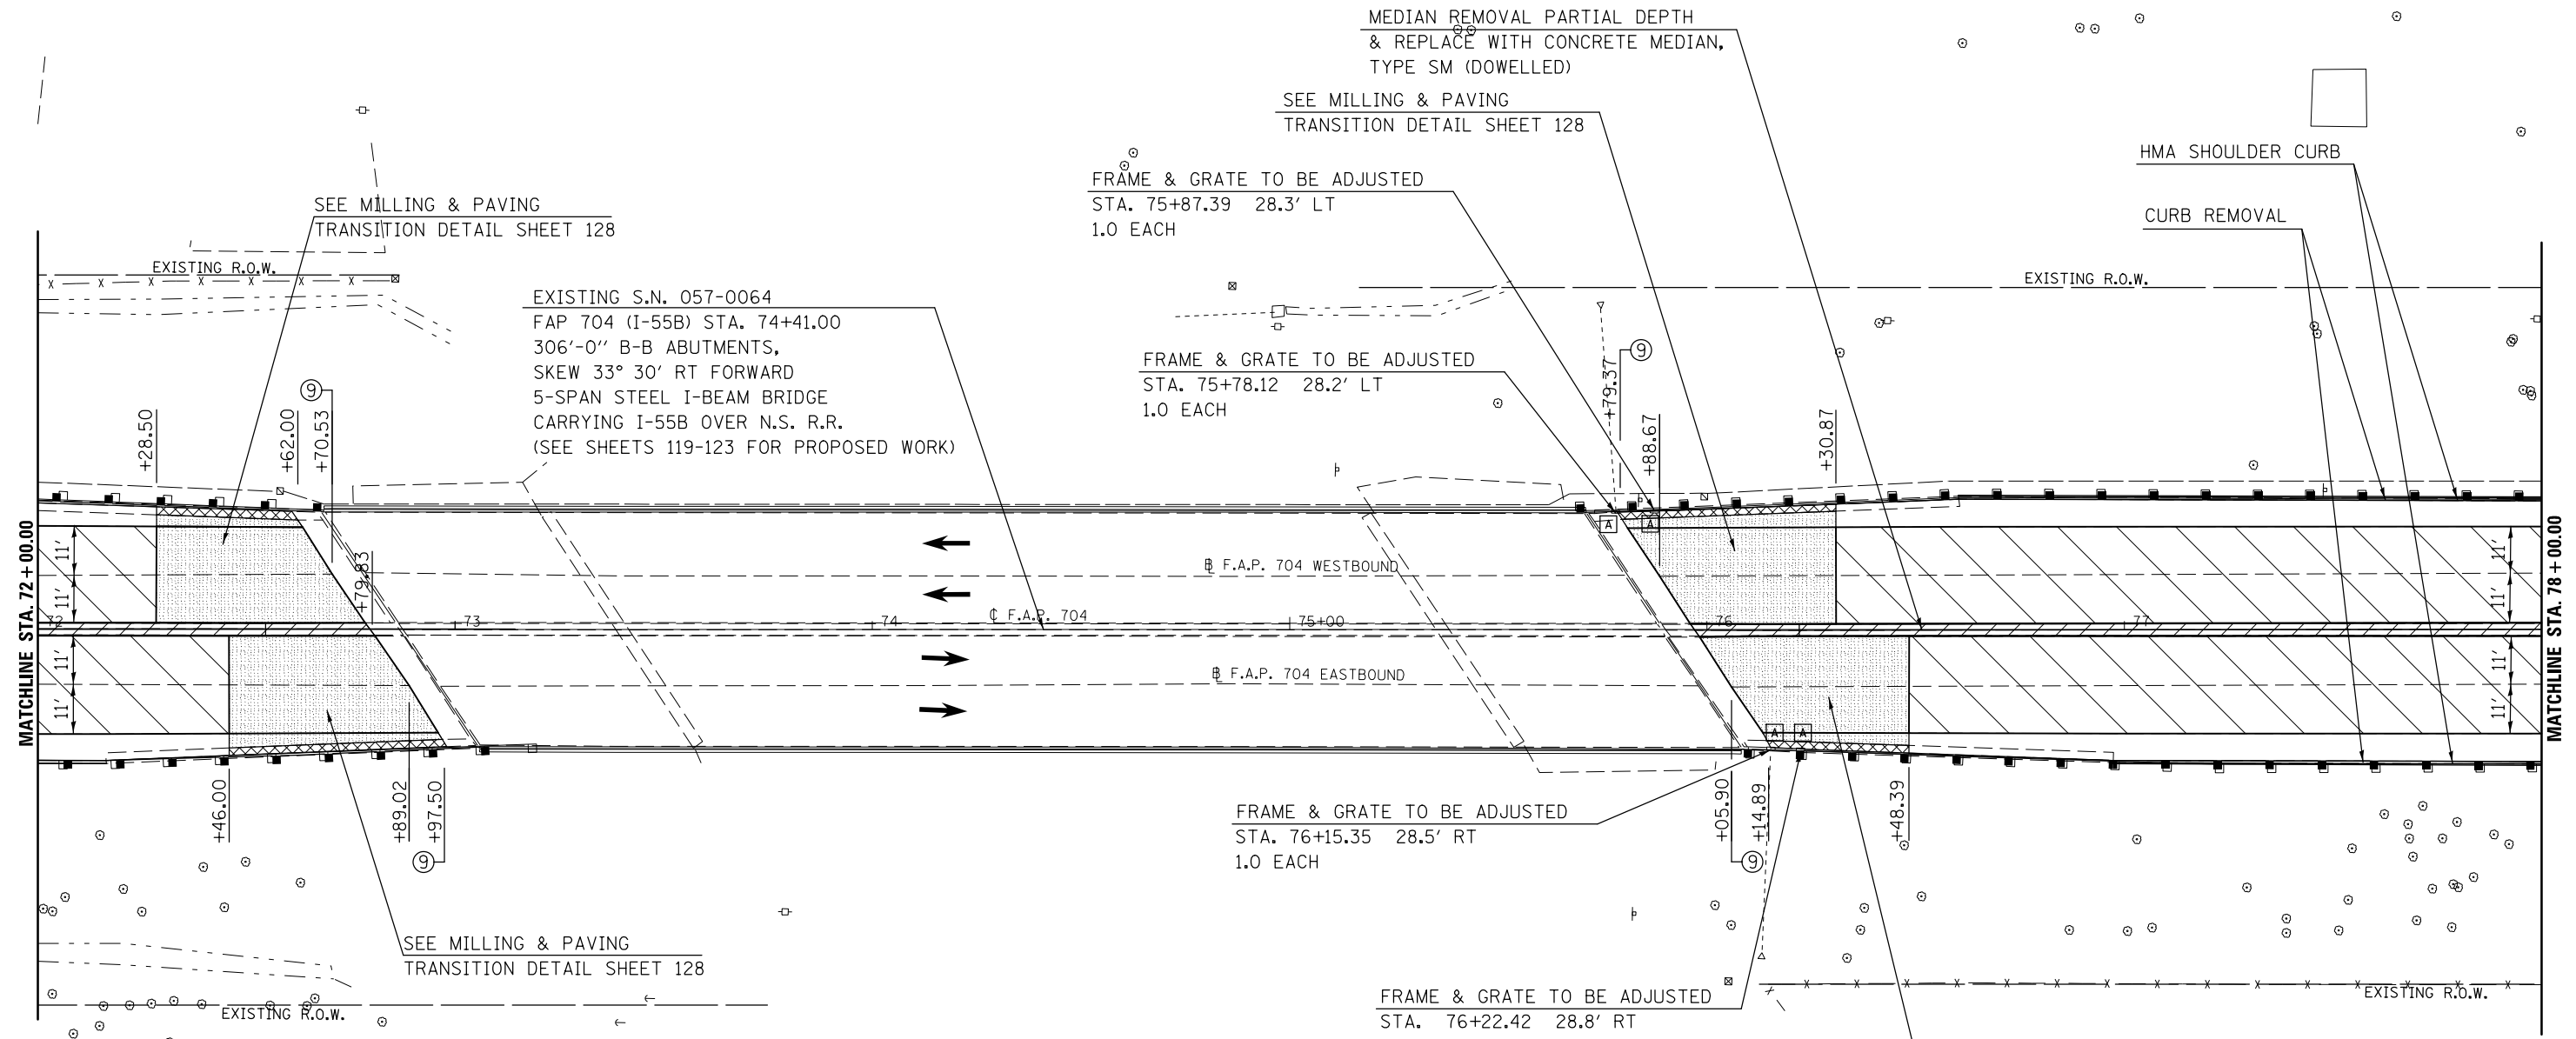 MEDIAN REMOVAL PARTIAL DEPTH
& REPLACE WITH CONCRETE MEDIAN,
TYPE SM (DOWELLED)
SEE MILLING & PAVING
TRANSITION DETAIL SHEET 128
HMA SHOULDER CURB
FRAME & GRATE TO BE ADJUSTED
STA. 75+87.39 28.3' LT
1.0 EACH
CURB REMOVAL
SEE MILLING & PAVING
TRANSITION DETAIL SHEET 128
EXISTING R.O.W.
EXISTING R.O.W.
EXISTING S.N. 057-0064
FAP 704 (I-55B) STA. 74+41.00
306'-0'' B-B ABUTMENTS,
SKEW 33° 30' RT FORWARD
5-SPAN STEEL I-BEAM BRIDGE
CARRYING I-55B OVER N.S. R.R.
(SEE SHEETS 119-123 FOR PROPOSED WORK)
FRAME & GRATE TO BE ADJUSTED
STA. 75+78.12 28.2' LT
1.0 EACH
9
9
+28.50
+62.00
+70.53
+79.83
+79.37
+88.67
+30.87
A
A
MATCHLINE STA. 72+00.00
11'
11'
11'
11'
℄ F.A.P. 704 WESTBOUND
72
73
74
℄ F.A.P. 704
75+00
76
77
℄ F.A.P. 704 EASTBOUND
11'
11'
11'
11'
MATCHLINE STA. 78+00.00
A
A
+46.00
+89.02
+97.50
9
+05.90
+14.89
+48.39
9
FRAME & GRATE TO BE ADJUSTED
STA. 76+15.35 28.5' RT
1.0 EACH
SEE MILLING & PAVING
TRANSITION DETAIL SHEET 128
EXISTING R.O.W.
FRAME & GRATE TO BE ADJUSTED
STA. 76+22.42 28.8' RT
EXISTING R.O.W.